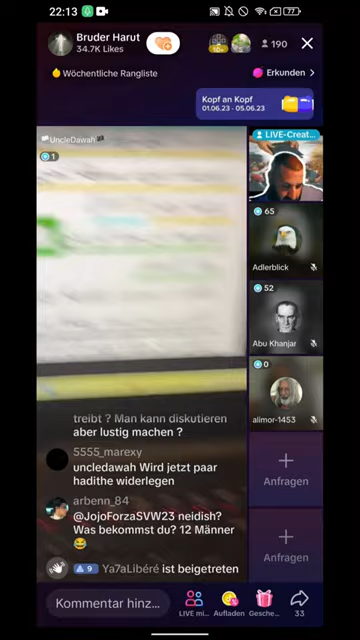 22:13
77
Bruder Harut
34.7K Likes
10+
190
Wöchentliche Rangliste
Erkunden
Kopf an Kopf
01.06.23 - 05.06.23
UncleDawah
1
LIVE-Creat...
65
Adlerblick
52
Abu Khanjar
0
alimor-1453
Anfragen
Anfragen
treibt ? Man kann diskutieren
aber lustig machen ?
5555_marexy
uncledawah Wird jetzt paar
hadithe widerlegen
arbenn_84
@JojoForzaSVW23 neidish?
Was bekommst du? 12 Männer
😂
9 Ya7aLibéré ist beigetreten
Kommentar hinz...
LIVE mi...
Aufladen
Gesche...
33